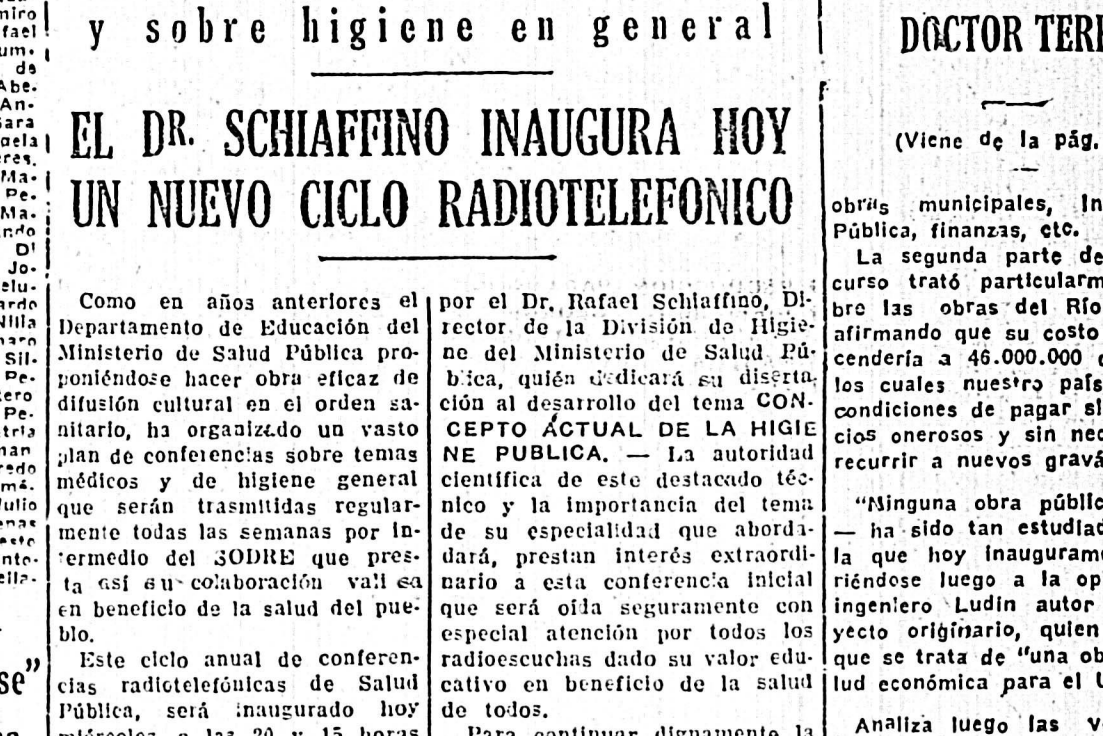 y sobre higiene en general
EL DR. SCHIAFFINO INAUGURA HOY
UN NUEVO CICLO RADIOTELEFONICO
Como en años anteriores el
Departamento de Educación del
Ministerio de Salud Pública pro-
poniéndose hacer obra eficaz de
difusión cultural en el orden sa-
nitario, ha organizado un vasto
plan de conferencias sobre temas
médicos y de higiene general
que serán trasmitidas regular-
mente todas las semanas por in-
termedio del SODRE que pres-
ta así su colaboración valiosa
en beneficio de la salud del pue-
blo.
Este ciclo anual de conferen-
cias radiotelefónicas de Salud
Pública, será inaugurado hoy
miércoles a las 20 y 15 horas
por el Dr. Rafael Schiaffino, Di-
rector de la División de Higie-
ne del Ministerio de Salud Pú-
blica, quién dedicará su diserta-
ción al desarrollo del tema CON-
CEPTO ACTUAL DE LA HIGIE
NE PUBLICA. — La autoridad
científica de este destacado téc-
nico y la importancia del tema
de su especialidad que aborda-
dará, prestan interés extraordi-
nario a esta conferencia inicial
que será oída seguramente con
especial atención por todos los
radioescuchas dado su valor edu-
cativo en beneficio de la salud
de todos.
Para continuar dignamente la
DOCTOR TER
(Viene de la pág.
obras municipales, In
Pública, finanzas, etc.
La segunda parte de
curso trató particularm
bre las obras del Río
afirmando que su costo
cendería a 46.000.000
los cuales nuestro país
condiciones de pagar si
cios onerosos y sin nec
recurrir a nuevos gravá
"Ninguna obra públic
— ha sido tan estudiad
la que hoy inauguram
riéndose luego a la op
ingeniero Ludin autor
yecto originario, quien
que se trata de "una ob
lud económica para el U
Analiza luego las v